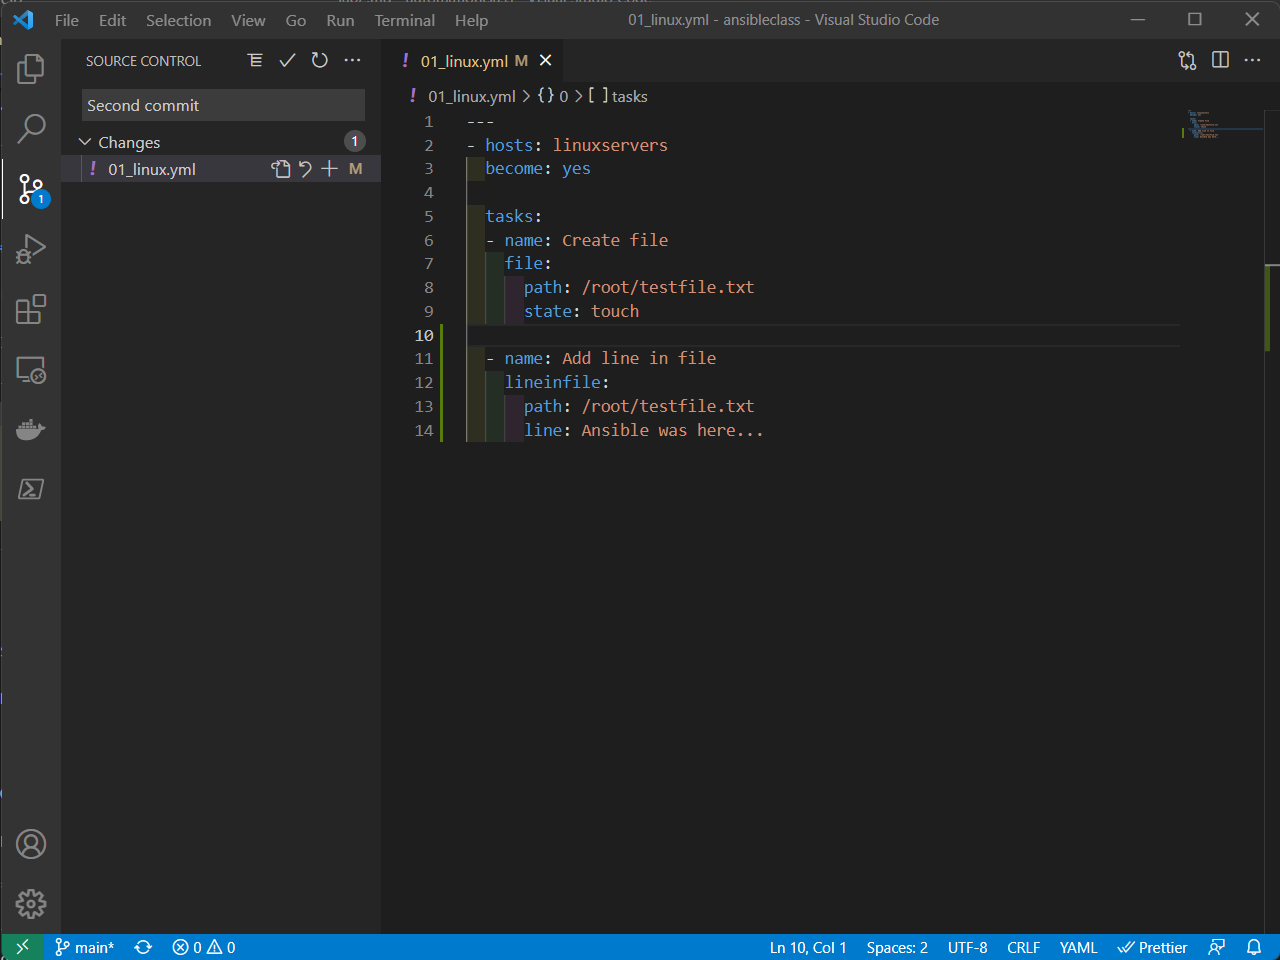 File Edit Selection View Go Run Terminal Help 01_linux.yml - ansibleclass - Visual Studio Code
SOURCE CONTROL
Second commit
Changes 1
! 01_linux.yml M
1
! 01_linux.yml M
! 01_linux.yml > {} 0 > [ ] tasks
1 ---
2 - hosts: linuxservers
3 become: yes
4
5 tasks:
6 - name: Create file
7 file:
8 path: /root/testfile.txt
9 state: touch
10
11 - name: Add line in file
12 lineinfile:
13 path: /root/testfile.txt
14 line: Ansible was here...
main* 0 0 Ln 10, Col 1 Spaces: 2 UTF-8 CRLF YAML Prettier